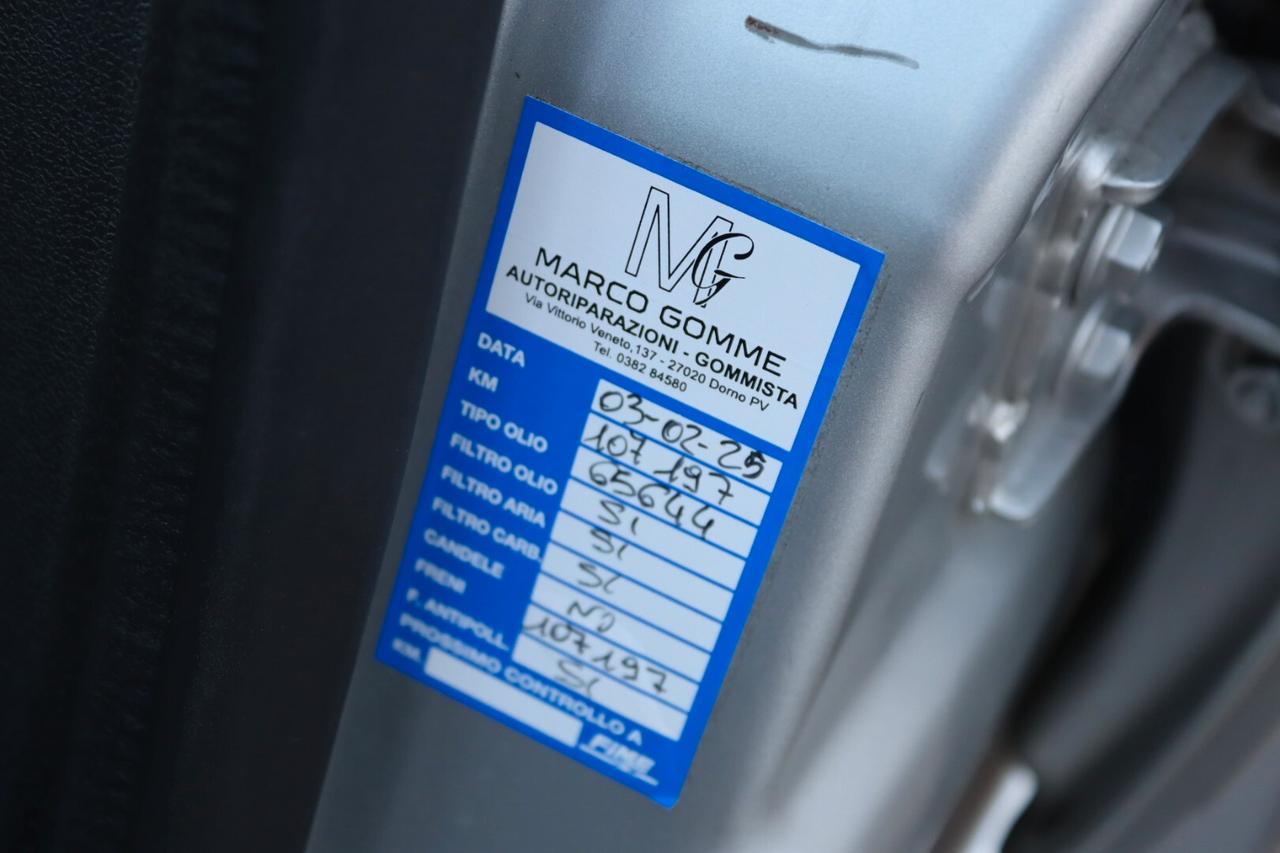 MG
MARCO GOMME
AUTORIPARAZIONI - GOMMISTA
Via Vittorio Veneto,137 - 27020 Dorno PV
Tel. 0382 84580
DATA 03-02-25
KM 107 197
TIPO OLIO 65644
FILTRO OLIO SI
FILTRO ARIA SI
FILTRO CARB. SI
CANDELE NO
FRENI 107197
F. ANTIPOLL. SI
PROSSIMO CONTROLLO A
KM.